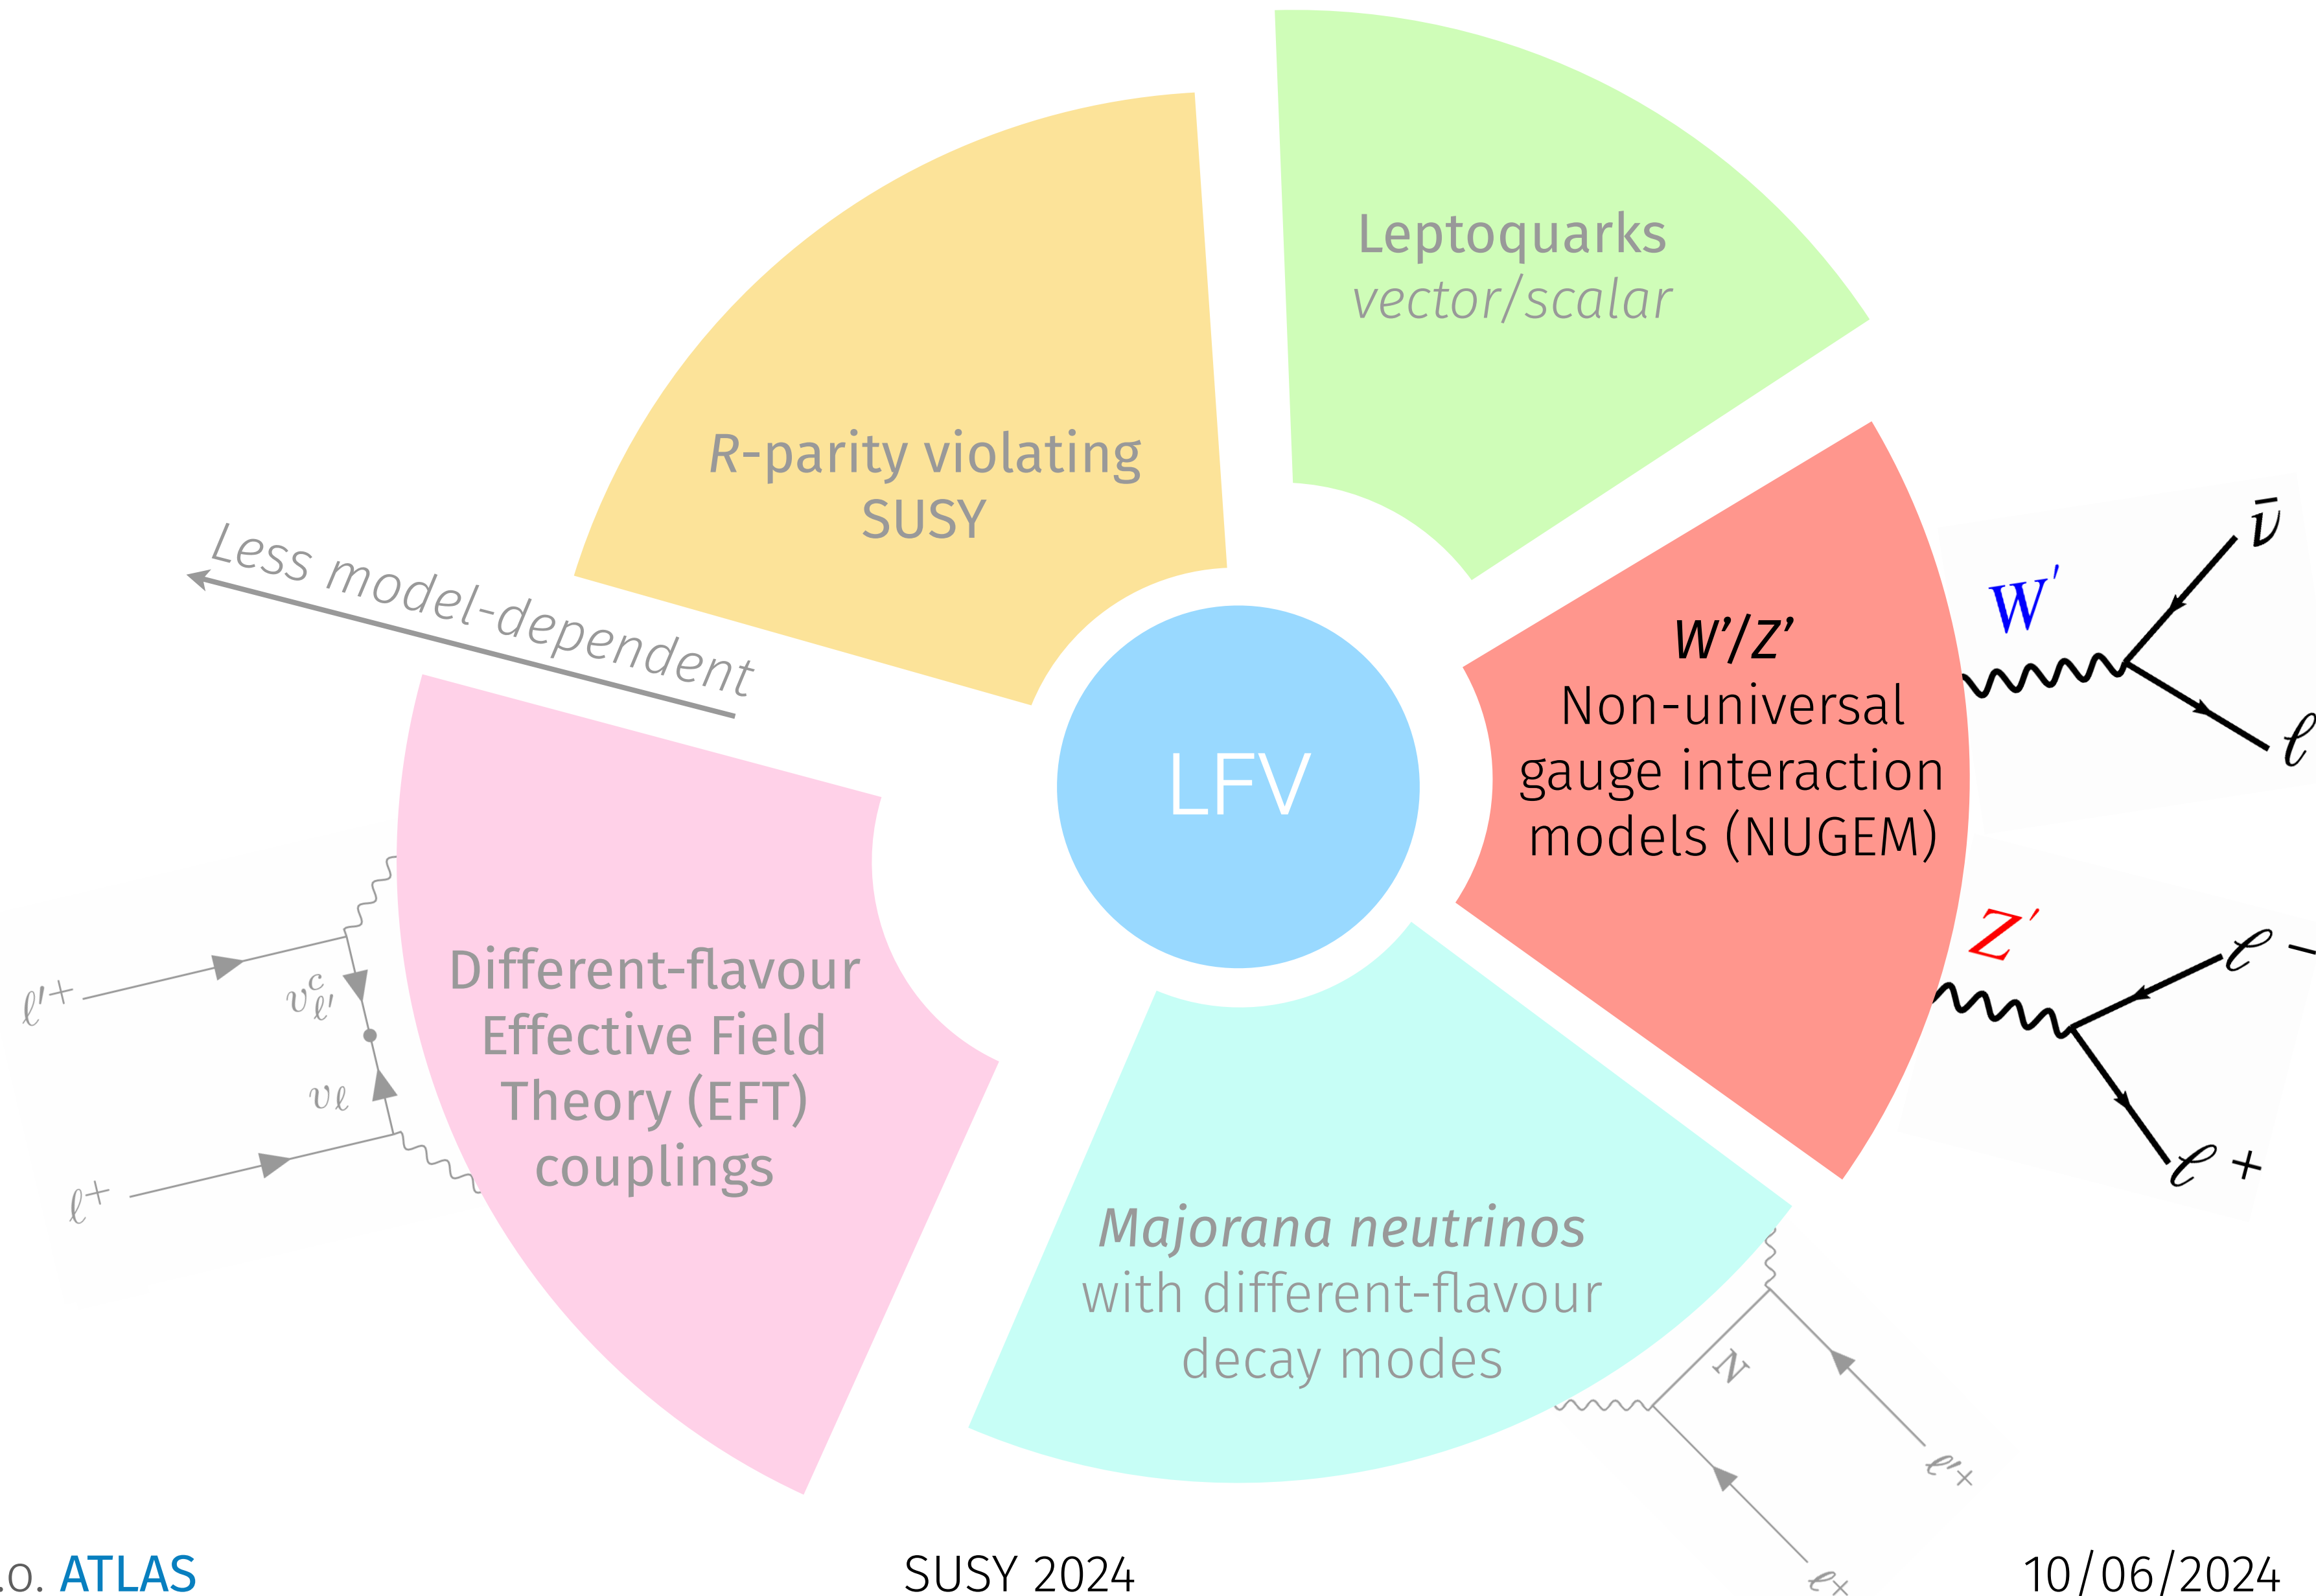 Leptoquarks
vector/scalar
R-parity violating
SUSY
Less model-dependent
W'/Z'
Non-universal
gauge interaction
models (NUGEM)
W′
ν̄
ℓ
LFV
Z′
ℓ −
ℓ +
Different-flavour
Effective Field
Theory (EFT)
couplings
ℓ′+
ν^c_ℓ′
ν_ℓ
ℓ+
Majorana neutrinos
with different-flavour
decay modes
N
ℓ′+
ℓ+
.o. ATLAS
SUSY 2024
10/06/2024